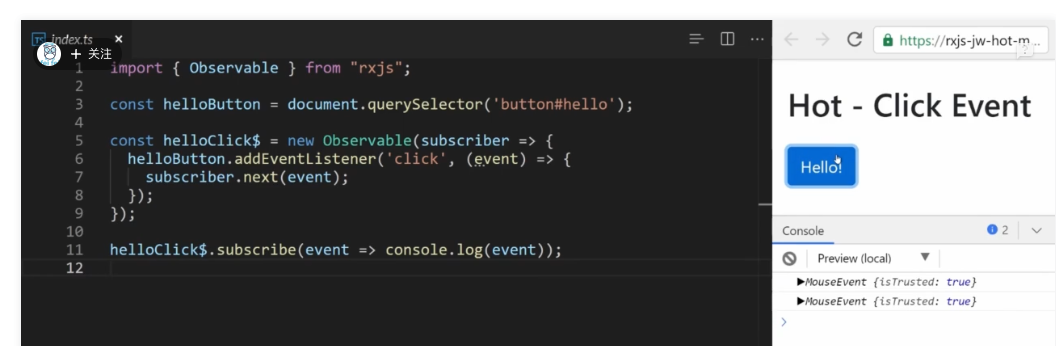 index.ts
+ 关注
1 import { Observable } from "rxjs";
2
3 const helloButton = document.querySelector('button#hello');
4
5 const helloClick$ = new Observable(subscriber => {
6 helloButton.addEventListener('click', (event) => {
7 subscriber.next(event);
8 });
9 });
10
11 helloClick$.subscribe(event => console.log(event));
12
https://rxjs-jw-hot-m...
Hot - Click Event
Hello!
Console
2
Preview (local)
MouseEvent {isTrusted: true}
MouseEvent {isTrusted: true}